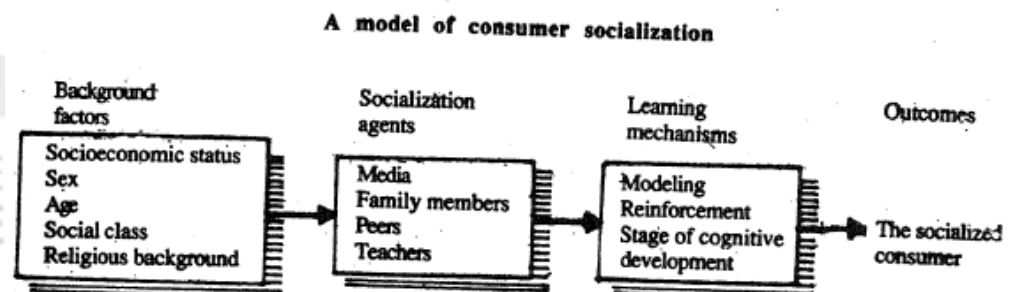 A model of consumer socialization
Background
factors
Socioeconomic status
Sex
Age
Social class
Religious background
Socialization
agents
Media
Family members
Peers
Teachers
Learning
mechanisms
Modeling
Reinforcement
Stage of cognitive
development
Outcomes
The socialized
consumer